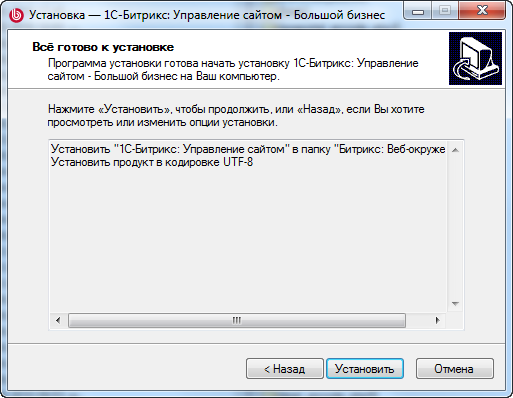 Установка — 1С-Битрикс: Управление сайтом - Большой бизнес
Всё готово к установке
Программа установки готова начать установку 1С-Битрикс: Управление
сайтом - Большой бизнес на Ваш компьютер.
Нажмите «Установить», чтобы продолжить, или «Назад», если Вы хотите
просмотреть или изменить опции установки.
Установить "1С-Битрикс: Управление сайтом" в папку "Битрикс: Веб-окруже
Установить продукт в кодировке UTF-8
< Назад
Установить
Отмена